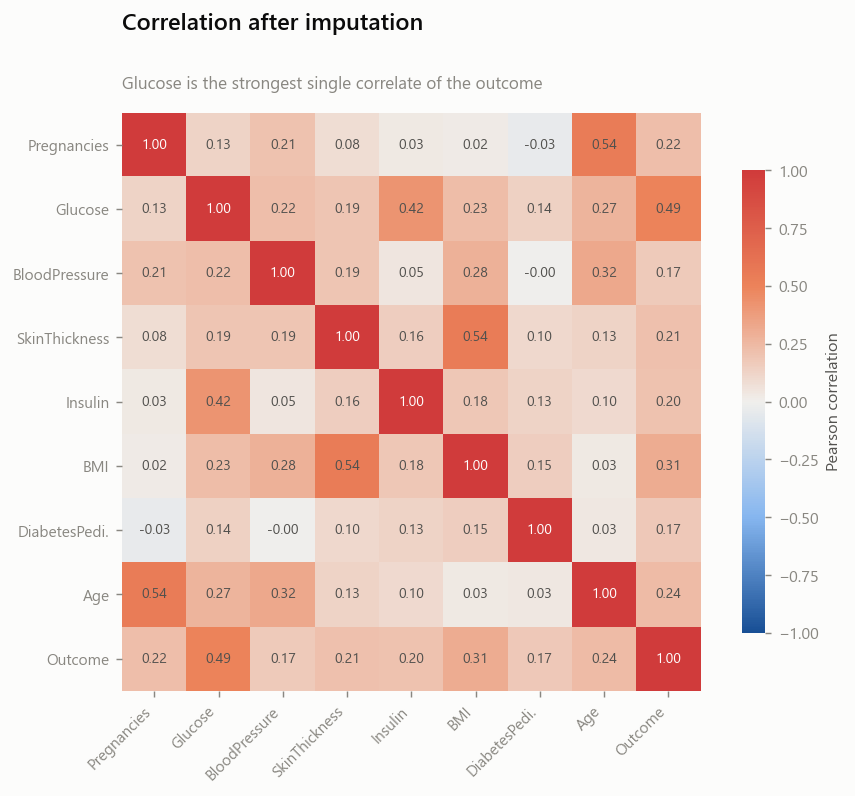 Correlation after imputation
Glucose is the strongest single correlate of the outcome
Pregnancies 1.00 0.13 0.21 0.08 0.03 0.02 -0.03 0.54 0.22
Glucose 0.13 1.00 0.22 0.19 0.42 0.23 0.14 0.27 0.49
BloodPressure 0.21 0.22 1.00 0.19 0.05 0.28 -0.00 0.32 0.17
SkinThickness 0.08 0.19 0.19 1.00 0.16 0.54 0.10 0.13 0.21
Insulin 0.03 0.42 0.05 0.16 1.00 0.18 0.13 0.10 0.20
BMI 0.02 0.23 0.28 0.54 0.18 1.00 0.15 0.03 0.31
DiabetesPedi. -0.03 0.14 -0.00 0.10 0.13 0.15 1.00 0.03 0.17
Age 0.54 0.27 0.32 0.13 0.10 0.03 0.03 1.00 0.24
Outcome 0.22 0.49 0.17 0.21 0.20 0.31 0.17 0.24 1.00
Pregnancies
Glucose
BloodPressure
SkinThickness
Insulin
BMI
DiabetesPedi.
Age
Outcome
1.00
0.75
0.50
0.25
0.00
−0.25
−0.50
−0.75
−1.00
Pearson correlation